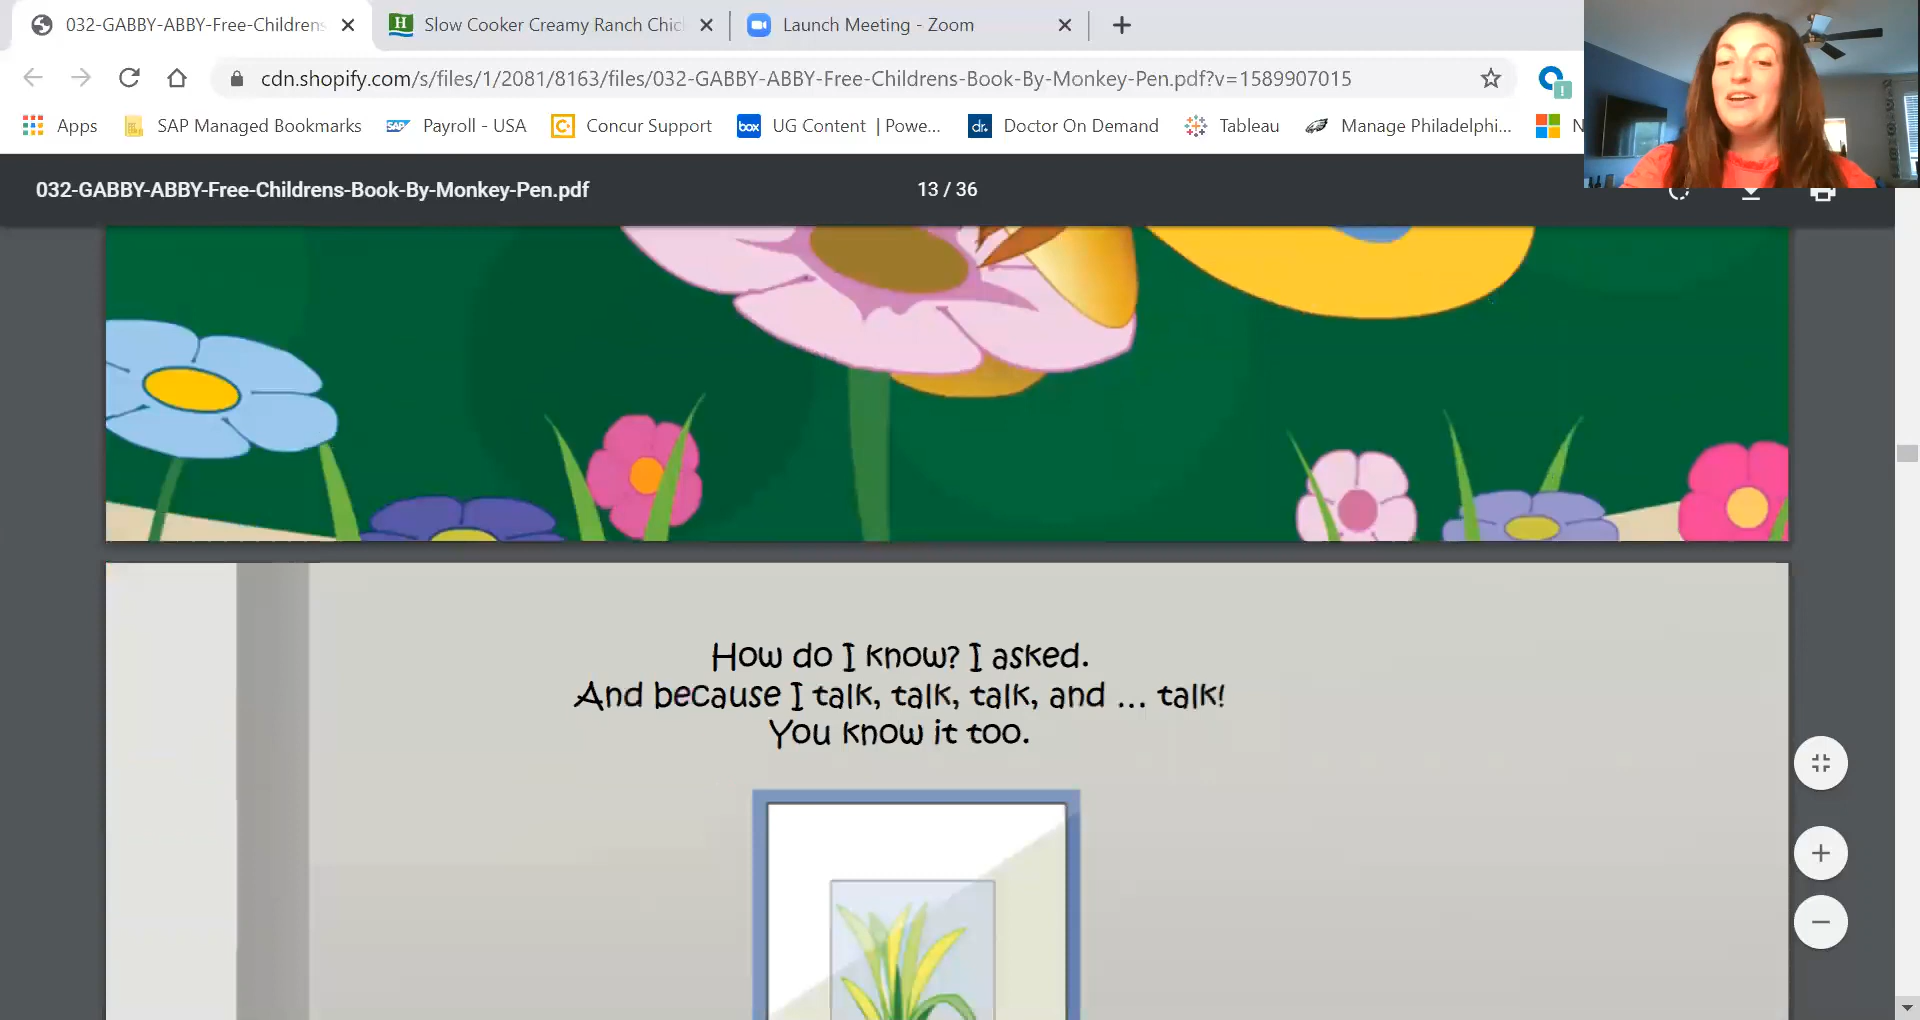 032-GABBY-ABBY-Free-Childrens
Slow Cooker Creamy Ranch Chic
Launch Meeting - Zoom
cdn.shopify.com/s/files/1/2081/8163/files/032-GABBY-ABBY-Free-Childrens-Book-By-Monkey-Pen.pdf?v=1589907015
Apps SAP Managed Bookmarks SAP Payroll - USA Concur Support box UG Content | Powe... dr. Doctor On Demand Tableau Manage Philadelphi... N
032-GABBY-ABBY-Free-Childrens-Book-By-Monkey-Pen.pdf 13 / 36
How do I know? I asked.
And because I talk, talk, talk, and ... talk!
You know it too.